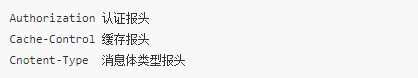 Authorization 认证报头
Cache-Control 缓存报头
Cnotent-Type 消息体类型报头